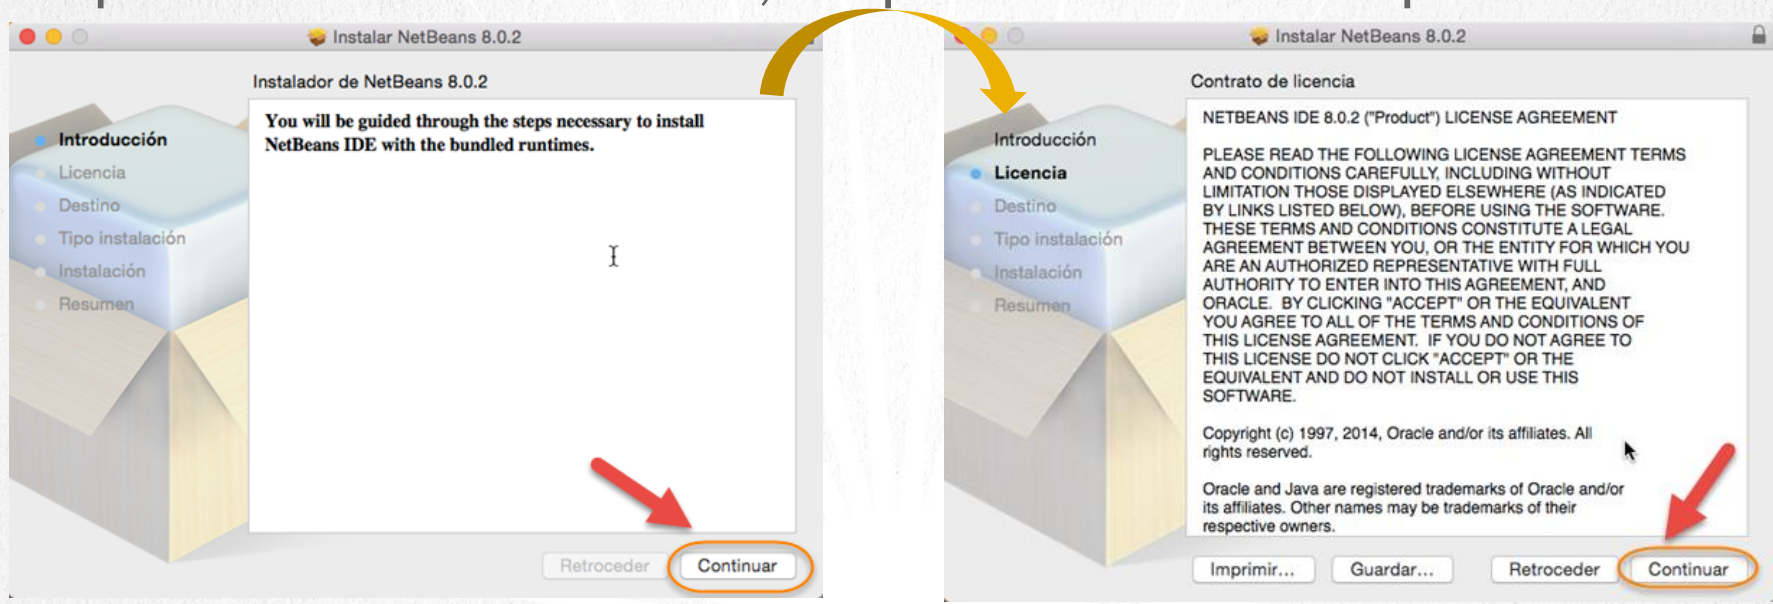 Instalar NetBeans 8.0.2
Instalador de NetBeans 8.0.2
Introducción
Licencia
Destino
Tipo instalación
Instalación
Resumen
You will be guided through the steps necessary to install
NetBeans IDE with the bundled runtimes.
Retroceder
Continuar
Instalar NetBeans 8.0.2
Contrato de licencia
Introducción
Licencia
Destino
Tipo instalación
Instalación
Resumen
NETBEANS IDE 8.0.2 ("Product") LICENSE AGREEMENT
PLEASE READ THE FOLLOWING LICENSE AGREEMENT TERMS
AND CONDITIONS CAREFULLY, INCLUDING WITHOUT
LIMITATION THOSE DISPLAYED ELSEWHERE (AS INDICATED
BY LINKS LISTED BELOW), BEFORE USING THE SOFTWARE.
THESE TERMS AND CONDITIONS CONSTITUTE A LEGAL
AGREEMENT BETWEEN YOU, OR THE ENTITY FOR WHICH YOU
ARE AN AUTHORIZED REPRESENTATIVE WITH FULL
AUTHORITY TO ENTER INTO THIS AGREEMENT, AND
ORACLE.  BY CLICKING "ACCEPT" OR THE EQUIVALENT
YOU AGREE TO ALL OF THE TERMS AND CONDITIONS OF
THIS LICENSE AGREEMENT.  IF YOU DO NOT AGREE TO
THIS LICENSE DO NOT CLICK "ACCEPT" OR THE
EQUIVALENT AND DO NOT INSTALL OR USE THIS
SOFTWARE.
Copyright (c) 1997, 2014, Oracle and/or its affiliates. All
rights reserved.
Oracle and Java are registered trademarks of Oracle and/or
its affiliates. Other names may be trademarks of their
respective owners.
Imprimir...
Guardar...
Retroceder
Continuar